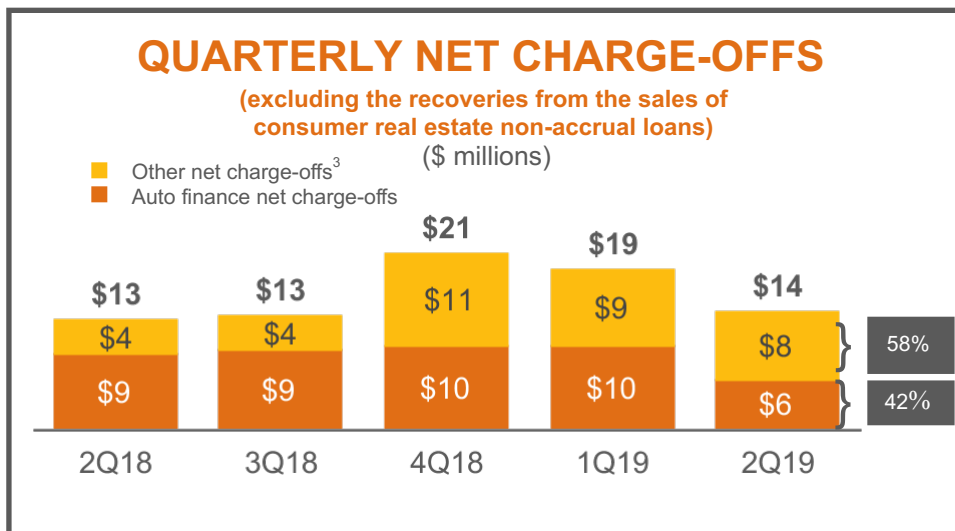 QUARTERLY NET CHARGE-OFFS
(excluding the recoveries from the sales of
consumer real estate non-accrual loans)
($ millions)
Other net charge-offs3
Auto finance net charge-offs
$13
$13
$21
$19
$14
$4
$4
$11
$9
$8
58%
$9
$9
$10
$10
$6
42%
2Q18
3Q18
4Q18
1Q19
2Q19